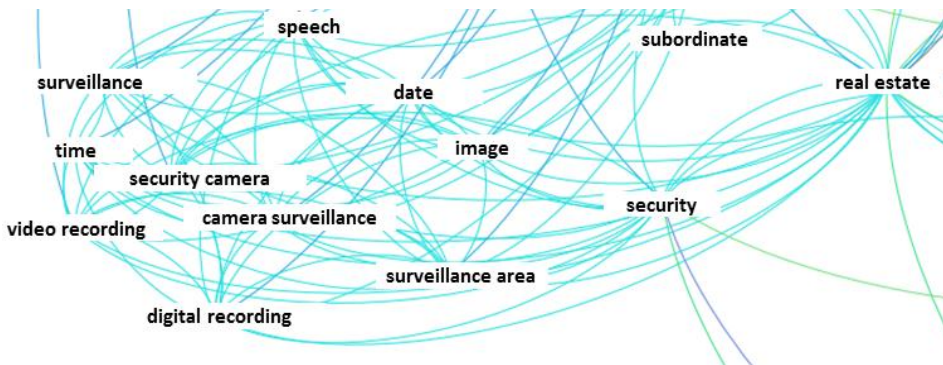 speech
subordinate
surveillance
date
real estate
time
image
security camera
video recording
camera surveillance
security
surveillance area
digital recording